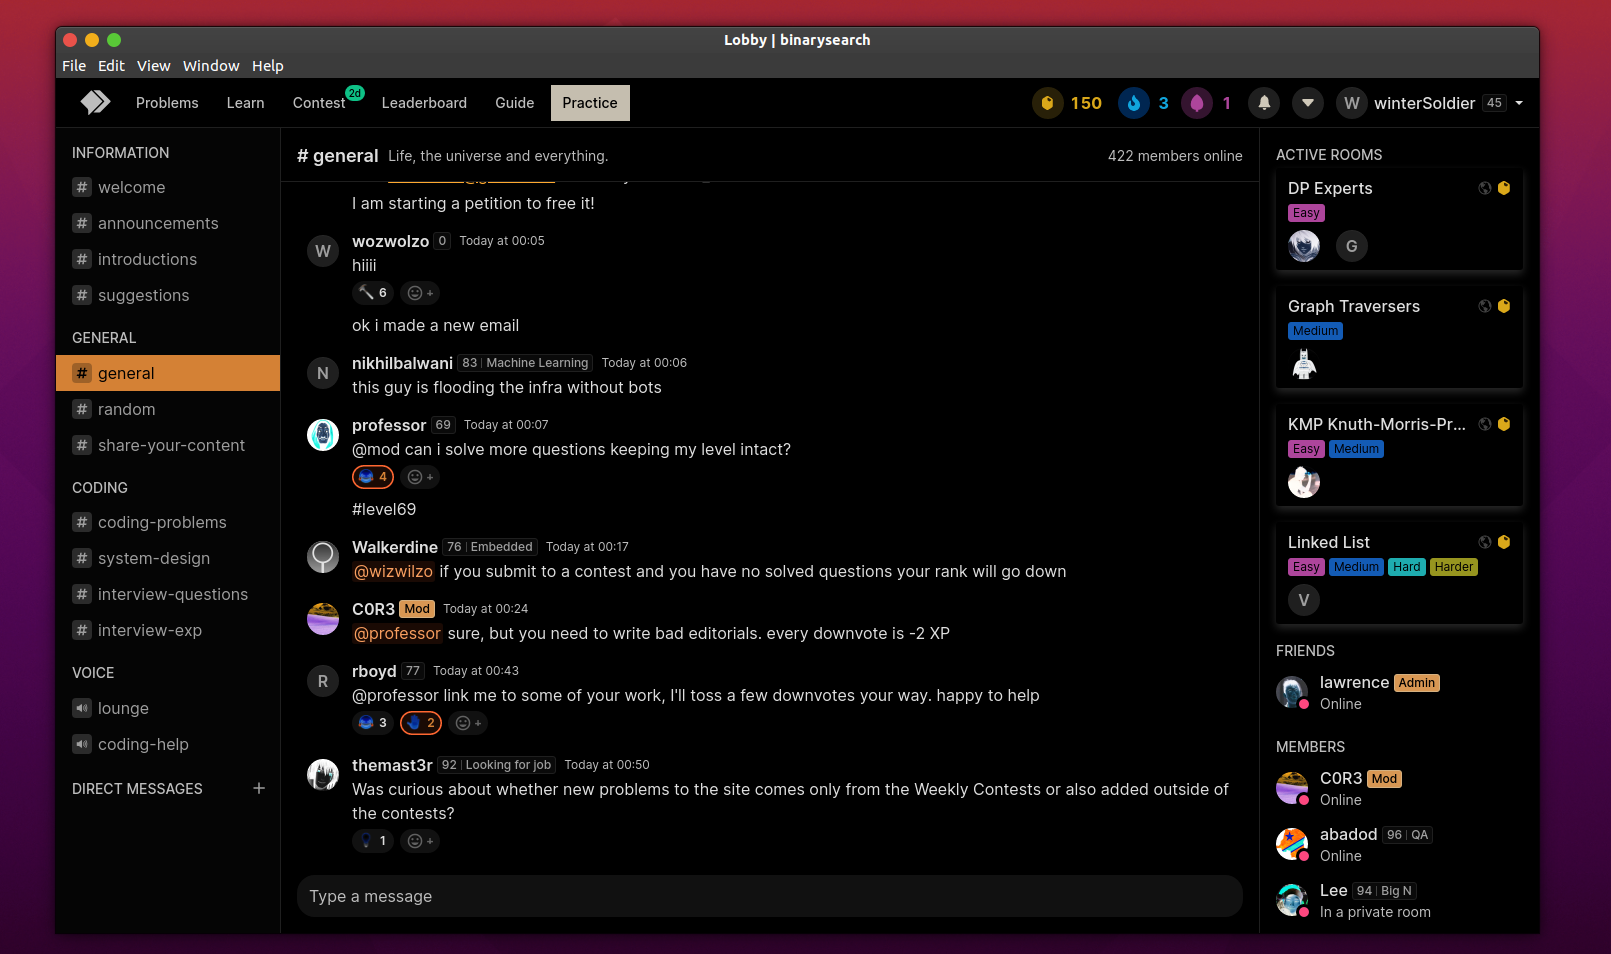 Lobby | binarysearch
File Edit View Window Help
Problems Learn Contest 2d Leaderboard Guide Practice 150 3 1 W winterSoldier 45
INFORMATION
# welcome
# announcements
# introductions
# suggestions
GENERAL
# general
# random
# share-your-content
CODING
# coding-problems
# system-design
# interview-questions
# interview-exp
VOICE
lounge
coding-help
DIRECT MESSAGES +
# general Life, the universe and everything. 422 members online
I am starting a petition to free it!
W wozwolzo 0 Today at 00:05
hiiii
6 +
ok i made a new email
N nikhilbalwani 83 | Machine Learning Today at 00:06
this guy is flooding the infra without bots
professor 69 Today at 00:07
@mod can i solve more questions keeping my level intact?
4 +
#level69
Walkerdine 76 | Embedded Today at 00:17
@wizwilzo if you submit to a contest and you have no solved questions your rank will go down
C0R3 Mod Today at 00:24
@professor sure, but you need to write bad editorials. every downvote is -2 XP
R rboyd 77 Today at 00:43
@professor link me to some of your work, I'll toss a few downvotes your way. happy to help
3 2 +
themast3r 92 | Looking for job Today at 00:50
Was curious about whether new problems to the site comes only from the Weekly Contests or also added outside of
the contests?
1 +
Type a message
ACTIVE ROOMS
DP Experts
Easy
G
Graph Traversers
Medium
KMP Knuth-Morris-Pr...
Easy Medium
Linked List
Easy Medium Hard Harder
V
FRIENDS
lawrence Admin
Online
MEMBERS
C0R3 Mod
Online
abadod 96 | QA
Online
Lee 94 | Big N
In a private room